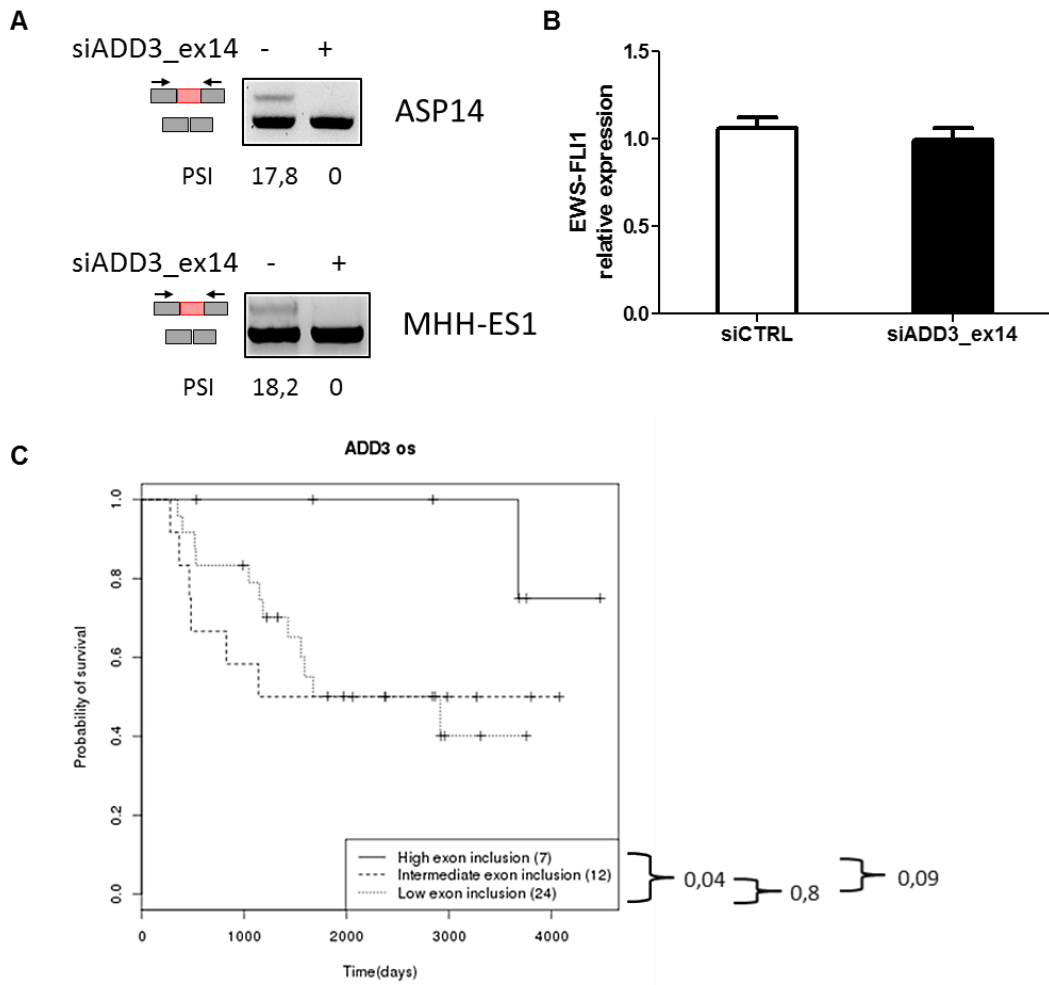 A
siADD3_ex14 - +
ASP14
PSI 17,8 0
siADD3_ex14 - +
MHH-ES1
PSI 18,2 0
B
EWS-FLI1
relative expression
1.5
1.0
0.5
0.0
siCTRL siADD3_ex14
C
ADD3 os
Probability of survival
1.0
0.8
0.6
0.4
0.2
0.0
High exon inclusion (7)
Intermediate exon inclusion (12)
Low exon inclusion (24)
0,04 0,8 0,09
0 1000 2000 3000 4000
Time(days)